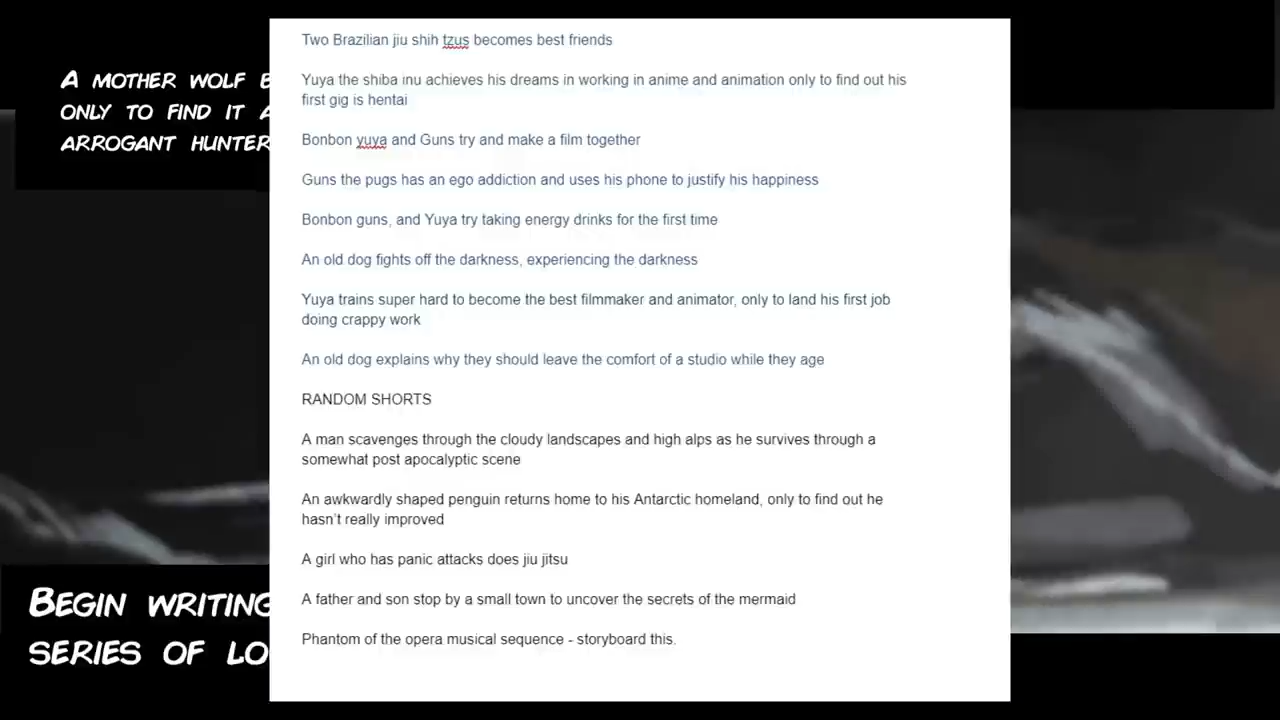 A MOTHER WOLF
ONLY TO FIND IT
ARROGANT HUNTER
Two Brazilian jiu shih tzus becomes best friends
Yuya the shiba inu achieves his dreams in working in anime and animation only to find out his
first gig is hentai
Bonbon yuya and Guns try and make a film together
Guns the pugs has an ego addiction and uses his phone to justify his happiness
Bonbon guns, and Yuya try taking energy drinks for the first time
An old dog fights off the darkness, experiencing the darkness
Yuya trains super hard to become the best filmmaker and animator, only to land his first job
doing crappy work
An old dog explains why they should leave the comfort of a studio while they age
RANDOM SHORTS
A man scavenges through the cloudy landscapes and high alps as he survives through a
somewhat post apocalyptic scene
An awkwardly shaped penguin returns home to his Antarctic homeland, only to find out he
hasn't really improved
A girl who has panic attacks does jiu jitsu
A father and son stop by a small town to uncover the secrets of the mermaid
Phantom of the opera musical sequence - storyboard this.
BEGIN WRITING
SERIES OF LO